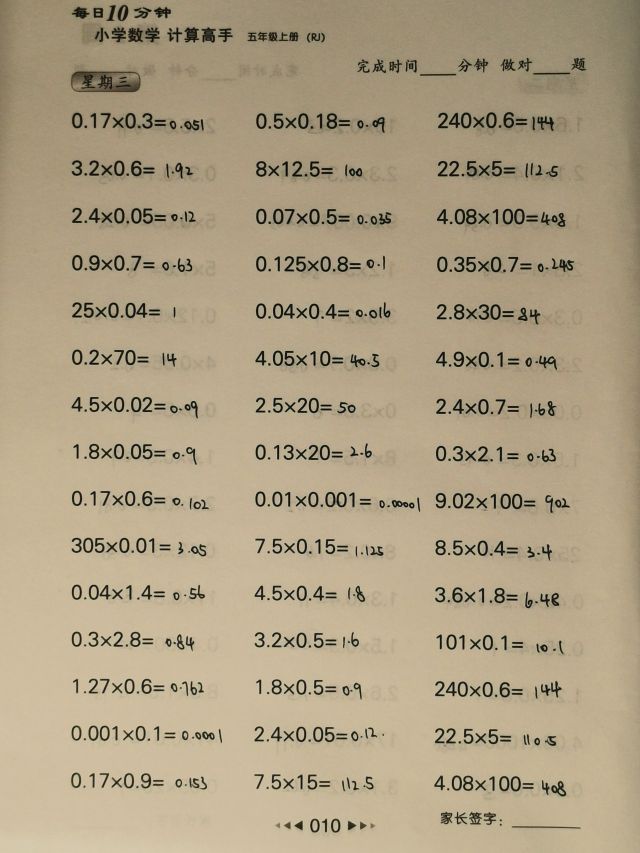 每日10分钟
小学数学 计算高手 五年级上册 (RJ)
完成时间____分钟 做对____题
星期三
0.17×0.3=0.051 0.5×0.18=0.09 240×0.6=144
3.2×0.6=1.92 8×12.5=100 22.5×5=112.5
2.4×0.05=0.12 0.07×0.5=0.035 4.08×100=408
0.9×0.7=0.63 0.125×0.8=0.1 0.35×0.7=0.245
25×0.04=1 0.04×0.4=0.016 2.8×30=84
0.2×70=14 4.05×10=40.5 4.9×0.1=0.49
4.5×0.02=0.09 2.5×20=50 2.4×0.7=1.68
1.8×0.05=0.9 0.13×20=2.6 0.3×2.1=0.63
0.17×0.6=0.102 0.01×0.001=0.00001 9.02×100=902
305×0.01=3.05 7.5×0.15=1.125 8.5×0.4=3.4
0.04×1.4=0.56 4.5×0.4=1.8 3.6×1.8=6.48
0.3×2.8=0.84 3.2×0.5=1.6 101×0.1=10.1
1.27×0.6=0.762 1.8×0.5=0.9 240×0.6=144
0.001×0.1=0.0001 2.4×0.05=0.12. 22.5×5=110.5
0.17×0.9=0.153 7.5×15=112.5 4.08×100=408
010
家长签字：______